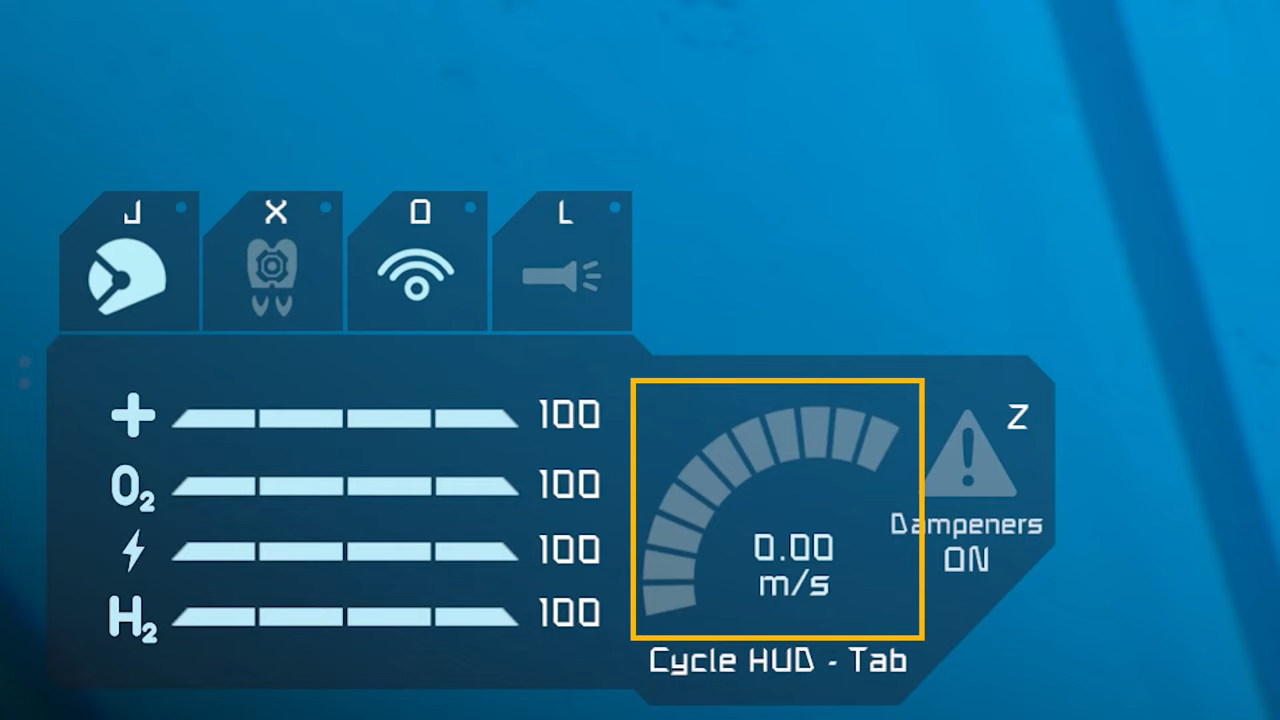 J
X
O
L
100
O2
100
100
H2
100
0.00
m/s
Z
Dampeners
ON
Cycle HUD - Tab